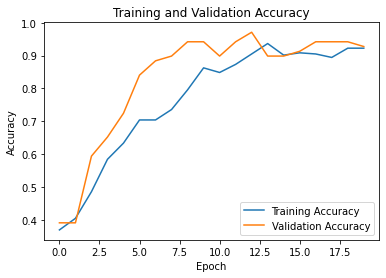 Training and Validation Accuracy
1.0
0.9
0.8
0.7
0.6
0.5
0.4
Accuracy
Training Accuracy
Validation Accuracy
0.0 2.5 5.0 7.5 10.0 12.5 15.0 17.5
Epoch